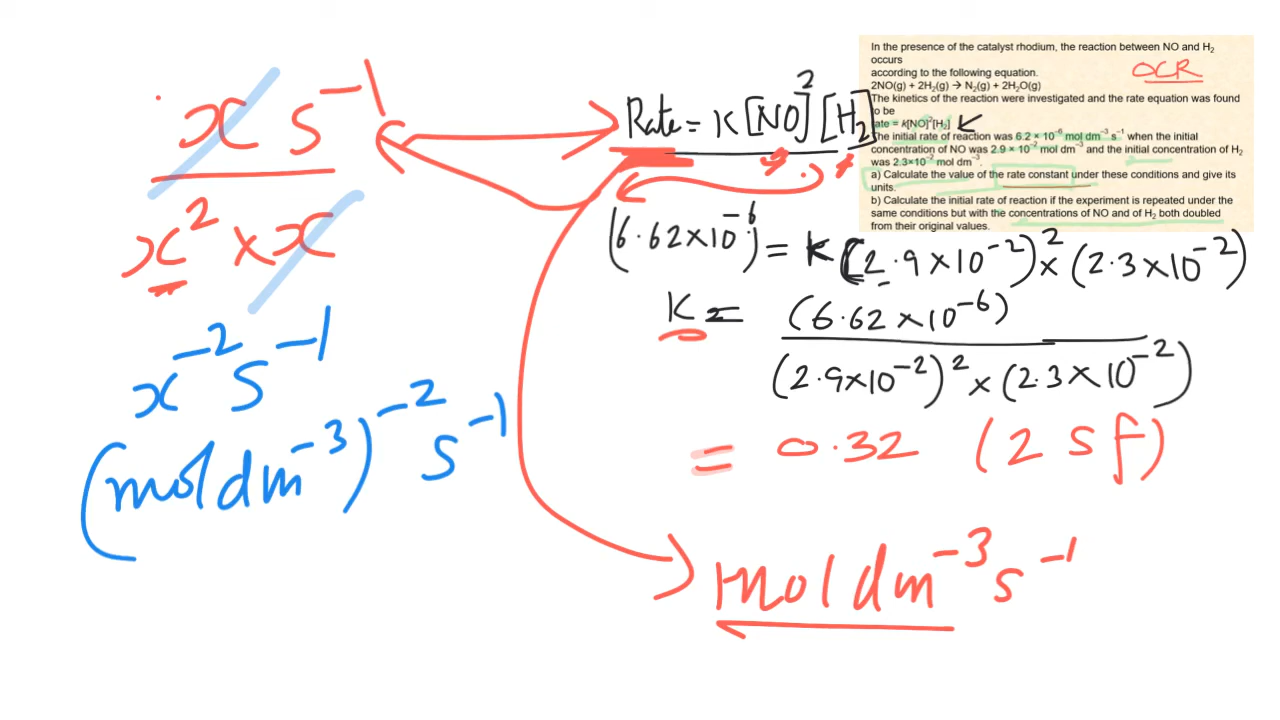 In the presence of the catalyst rhodium, the reaction between NO and H₂
occurs
according to the following equation.
2NO(g) + 2H₂(g) → N₂(g) + 2H₂O(g)
The kinetics of the reaction were investigated and the rate equation was found
to be
rate = k[NO]²[H₂] K
The initial rate of reaction was 6.2 × 10⁻⁶ mol dm⁻³ s⁻¹ when the initial
concentration of NO was 2.9 × 10⁻² mol dm⁻³ and the initial concentration of H₂
was 2.3×10⁻² mol dm⁻³.
a) Calculate the value of the rate constant under these conditions and give its
units.
b) Calculate the initial rate of reaction if the experiment is repeated under the
same conditions but with the concentrations of NO and of H₂ both doubled
from their original values.
OCR
Rate = K [NO]² [H₂]
(6.62×10⁻⁶) = K (2.9×10⁻²)² × (2.3×10⁻²)
K = (6.62×10⁻⁶)
(2.9×10⁻²)² × (2.3×10⁻²)
= 0.32 (2 sf)
mol dm⁻³ s⁻¹
x s⁻¹
x² × x
x⁻² s⁻¹
(mol dm⁻³)⁻² s⁻¹